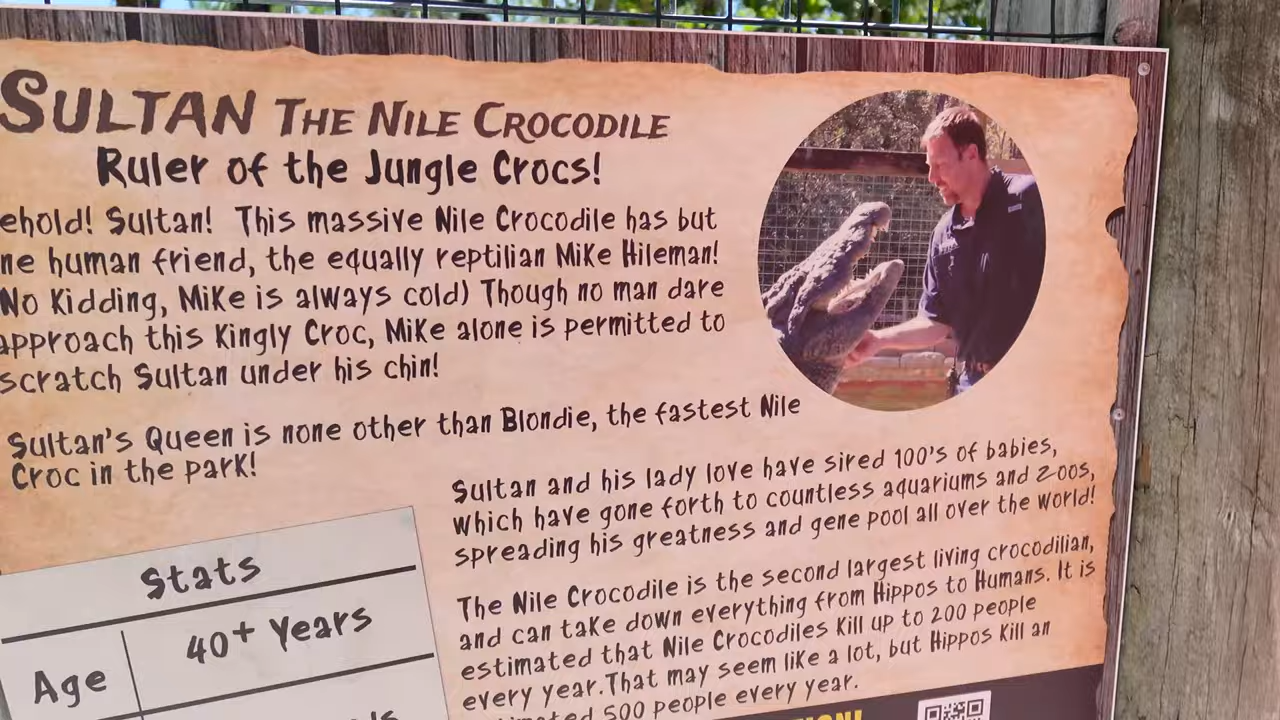 SULTAN THE NILE CROCODILE
Ruler of the Jungle Crocs!
ehold! Sultan! This massive Nile Crocodile has but
ne human friend, the equally reptilian Mike Hileman!
No Kidding, Mike is always cold) Though no man dare
approach this Kingly Croc, Mike alone is permitted to
scratch Sultan under his chin!
Sultan's Queen is none other than Blondie, the fastest Nile
Croc in the park!
Sultan and his lady love have sired 100's of babies,
which have gone forth to countless aquariums and zoos,
spreading his greatness and gene pool all over the world!
The Nile Crocodile is the second largest living crocodilian,
and can take down everything from Hippos to Humans. It is
estimated that Nile Crocodiles kill up to 200 people
every year. That may seem like a lot, but Hippos kill an
500 people every year.
Stats
Age
40+ Years